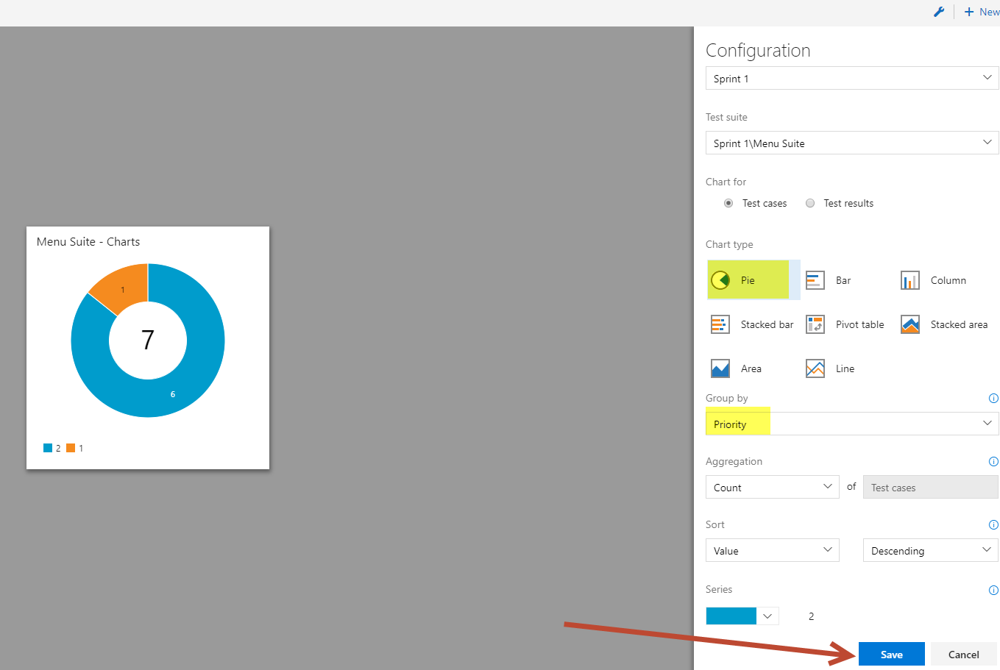 New
Configuration
Sprint 1
Test suite
Sprint 1\Menu Suite
Chart for
Test cases Test results
Chart type
Pie Bar Column
Stacked bar Pivot table Stacked area
Area Line
Group by
Priority
Aggregation
Count of Test cases
Sort
Value Descending
Series
2
Save Cancel
Menu Suite - Charts
1
7
6
2 1